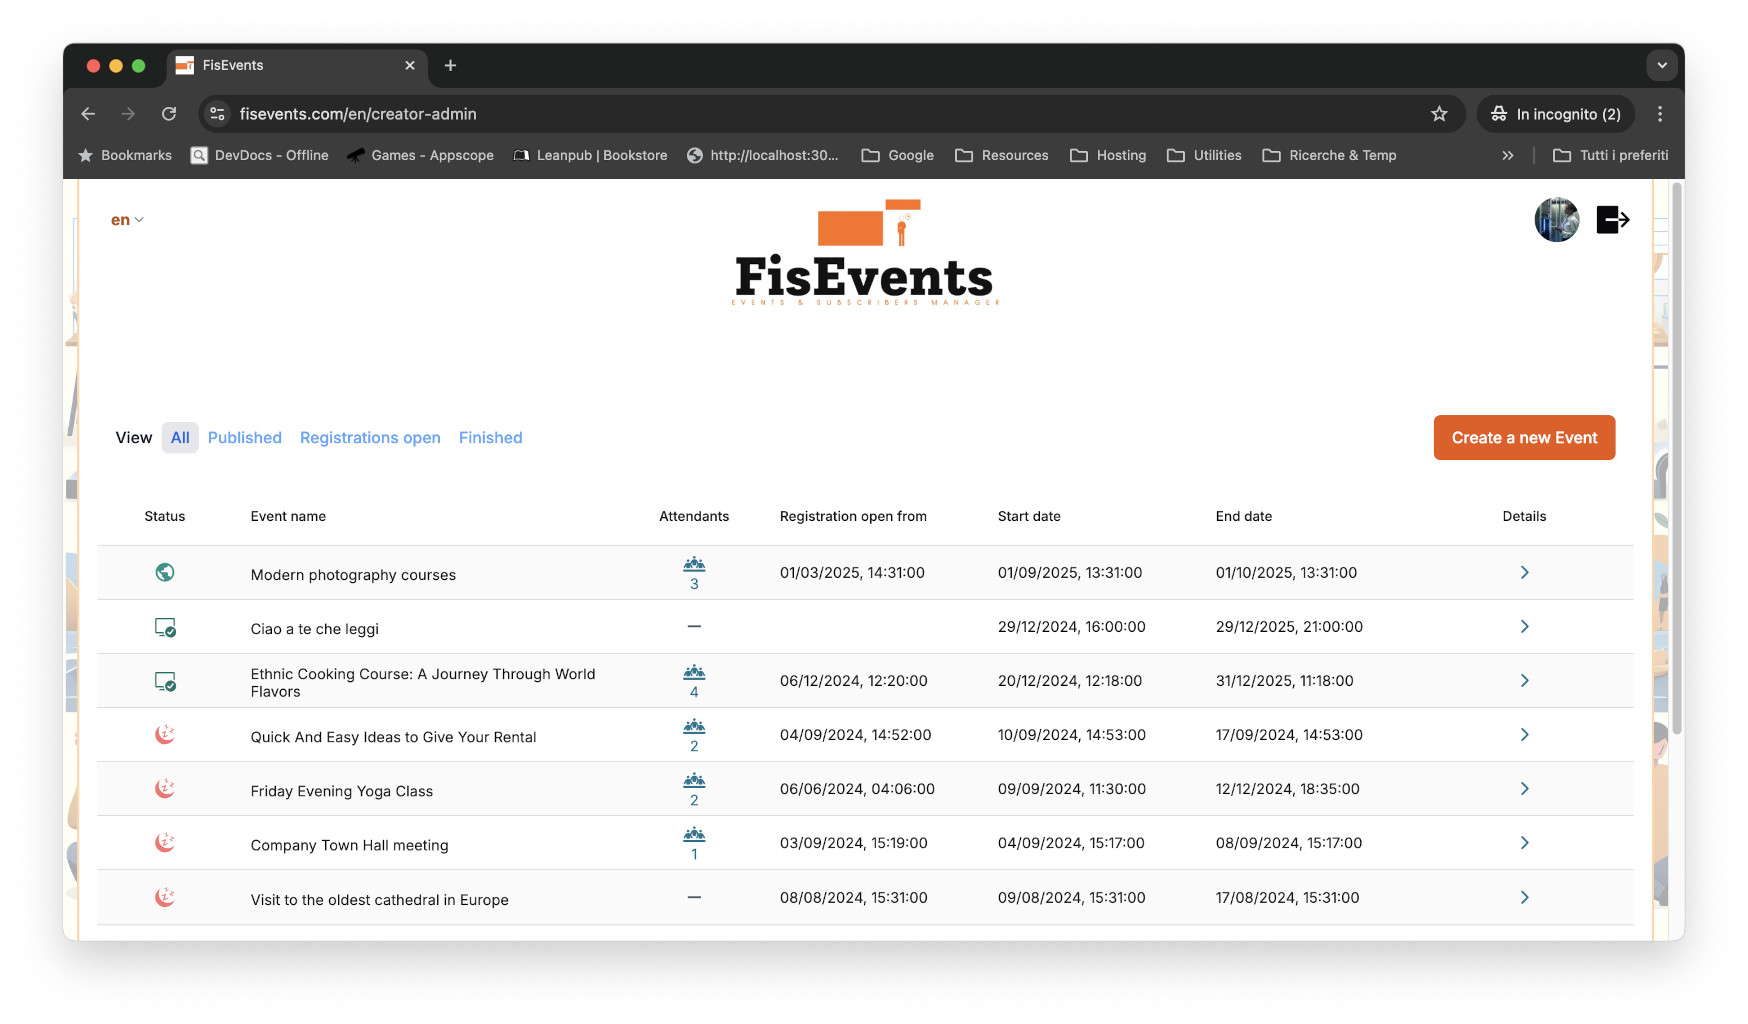 FisEvents
fisevents.com/en/creator-admin
In incognito (2)
Bookmarks
DevDocs - Offline
Games - Appscope
Leanpub | Bookstore
http://localhost:30...
Google
Resources
Hosting
Utilities
Ricerche & Temp
Tutti i preferiti
en
FisEvents
EVENTS & SUBSCRIBERS MANAGER
View All Published Registrations open Finished
Create a new Event
Status Event name Attendants Registration open from Start date End date Details
Modern photography courses 3 01/03/2025, 14:31:00 01/09/2025, 13:31:00 01/10/2025, 13:31:00
Ciao a te che leggi — 29/12/2024, 16:00:00 29/12/2025, 21:00:00
Ethnic Cooking Course: A Journey Through World
Flavors 4 06/12/2024, 12:20:00 20/12/2024, 12:18:00 31/12/2025, 11:18:00
Quick And Easy Ideas to Give Your Rental 2 04/09/2024, 14:52:00 10/09/2024, 14:53:00 17/09/2024, 14:53:00
Friday Evening Yoga Class 2 06/06/2024, 04:06:00 09/09/2024, 11:30:00 12/12/2024, 18:35:00
Company Town Hall meeting 1 03/09/2024, 15:19:00 04/09/2024, 15:17:00 08/09/2024, 15:17:00
Visit to the oldest cathedral in Europe — 08/08/2024, 15:31:00 09/08/2024, 15:31:00 17/08/2024, 15:31:00